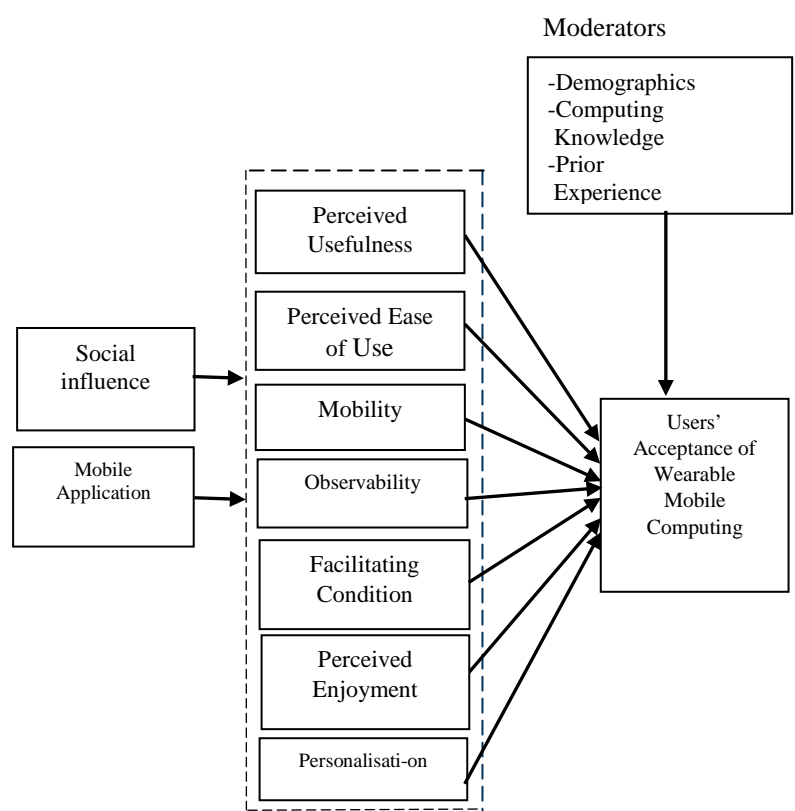 Moderators
-Demographics
-Computing
Knowledge
-Prior
Experience
Perceived
Usefulness
Perceived Ease
of Use
Social
influence
Mobility
Mobile
Application
Observability
Users'
Acceptance of
Wearable
Mobile
Computing
Facilitating
Condition
Perceived
Enjoyment
Personalisati-on